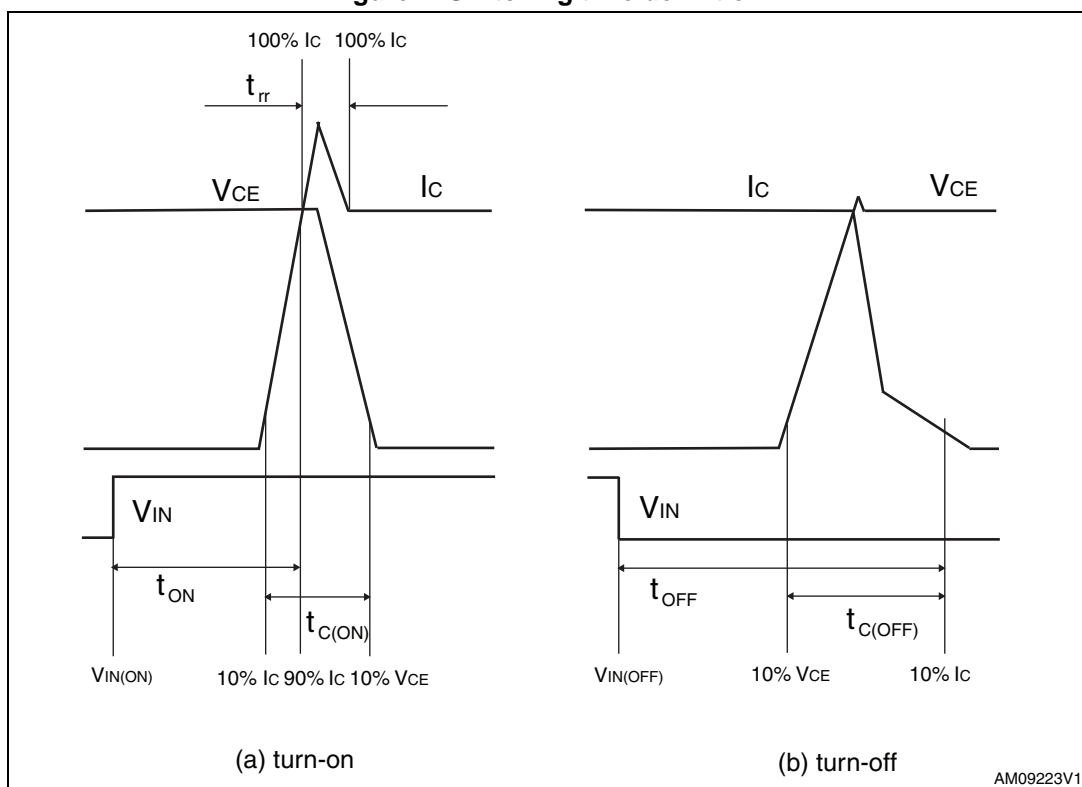 100% IC 100% IC
trr
VCE IC
IC VCE
VIN
VIN
tON
tC(ON)
tOFF
tC(OFF)
VIN(ON) 10% IC 90% IC 10% VCE
VIN(OFF) 10% VCE 10% IC
(a) turn-on
(b) turn-off
AM09223V1